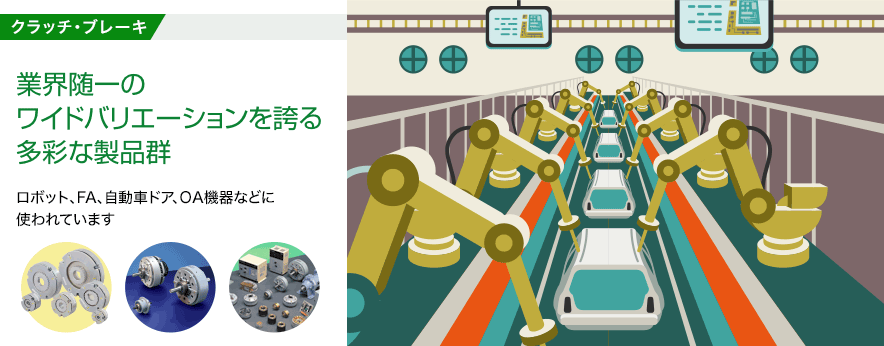 クラッチ・ブレーキ
業界随一の
ワイドバリエーションを誇る
多彩な製品群
ロボット、FA、自動車ドア、OA機器などに
使われています